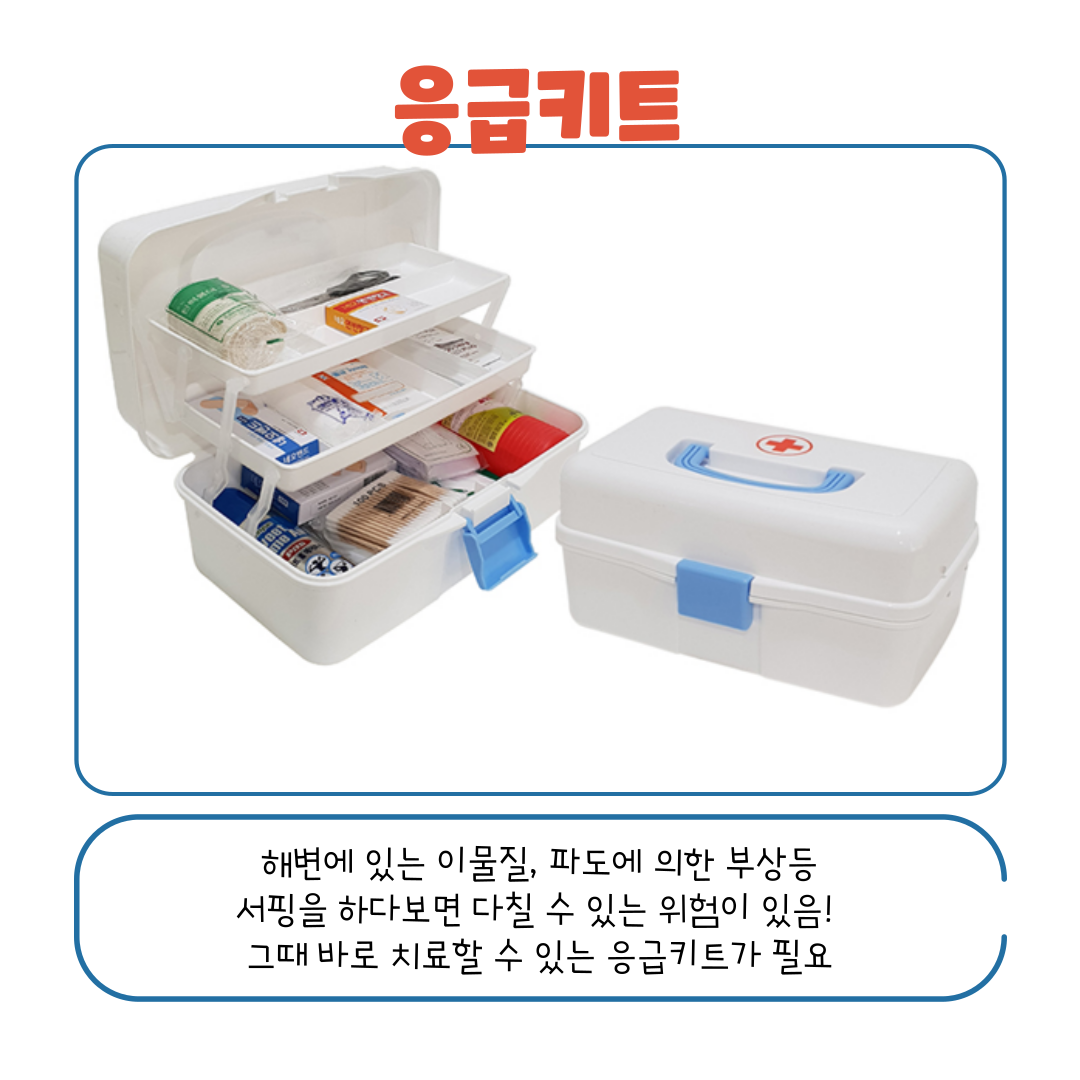 응급키트
100 PCS
해변에 있는 이물질, 파도에 의한 부상등
서핑을 하다보면 다칠 수 있는 위험이 있음!
그때 바로 치료할 수 있는 응급키트가 필요